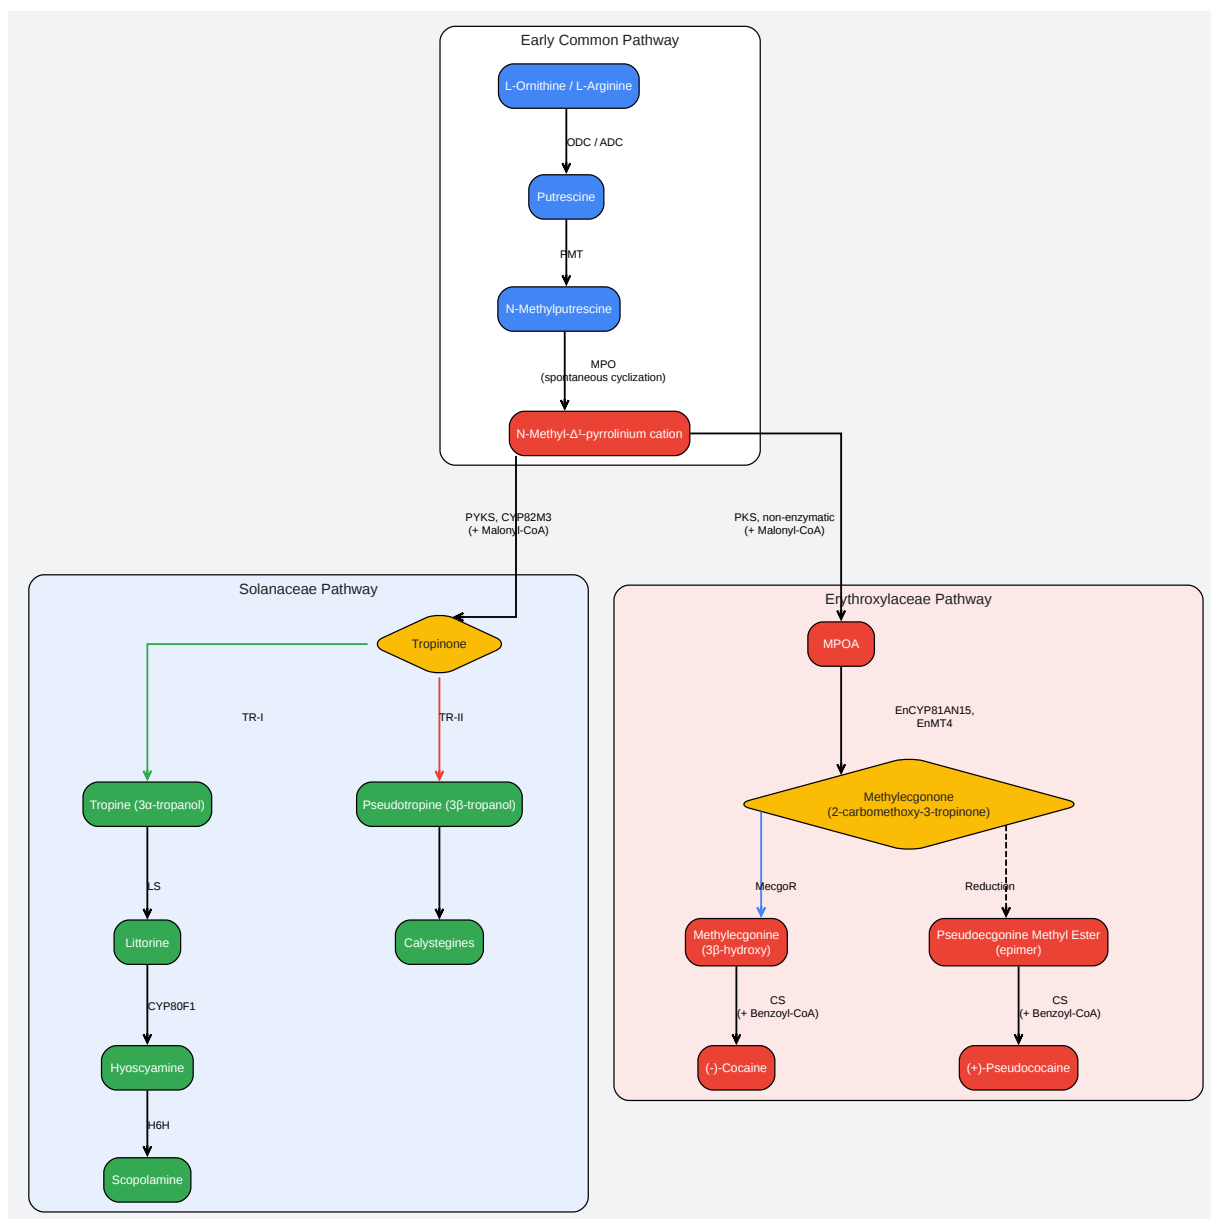 Early Common Pathway
L-Ornithine / L-Arginine
ODC / ADC
Putrescine
PMT
N-Methylputrescine
MPO
(spontaneous cyclization)
N-Methyl-Δ¹-pyrrolinium cation
PYKS, CYP82M3
(+ Malonyl-CoA)
PKS, non-enzymatic
(+ Malonyl-CoA)
Solanaceae Pathway
Tropinone
TR-I
TR-II
Tropine (3α-tropanol)
Pseudotropine (3β-tropanol)
LS
Littorine
Calystegines
CYP80F1
Hyoscyamine
H6H
Scopolamine
Erythroxylaceae Pathway
MPOA
EnCYP81AN15,
EnMT4
Methylecgonone
(2-carbomethoxy-3-tropinone)
MecgoR
Reduction
Methylecgonine
(3β-hydroxy)
Pseudoecgonine Methyl Ester
(epimer)
CS
(+ Benzoyl-CoA)
CS
(+ Benzoyl-CoA)
(-)-Cocaine
(+)-Pseudococaine